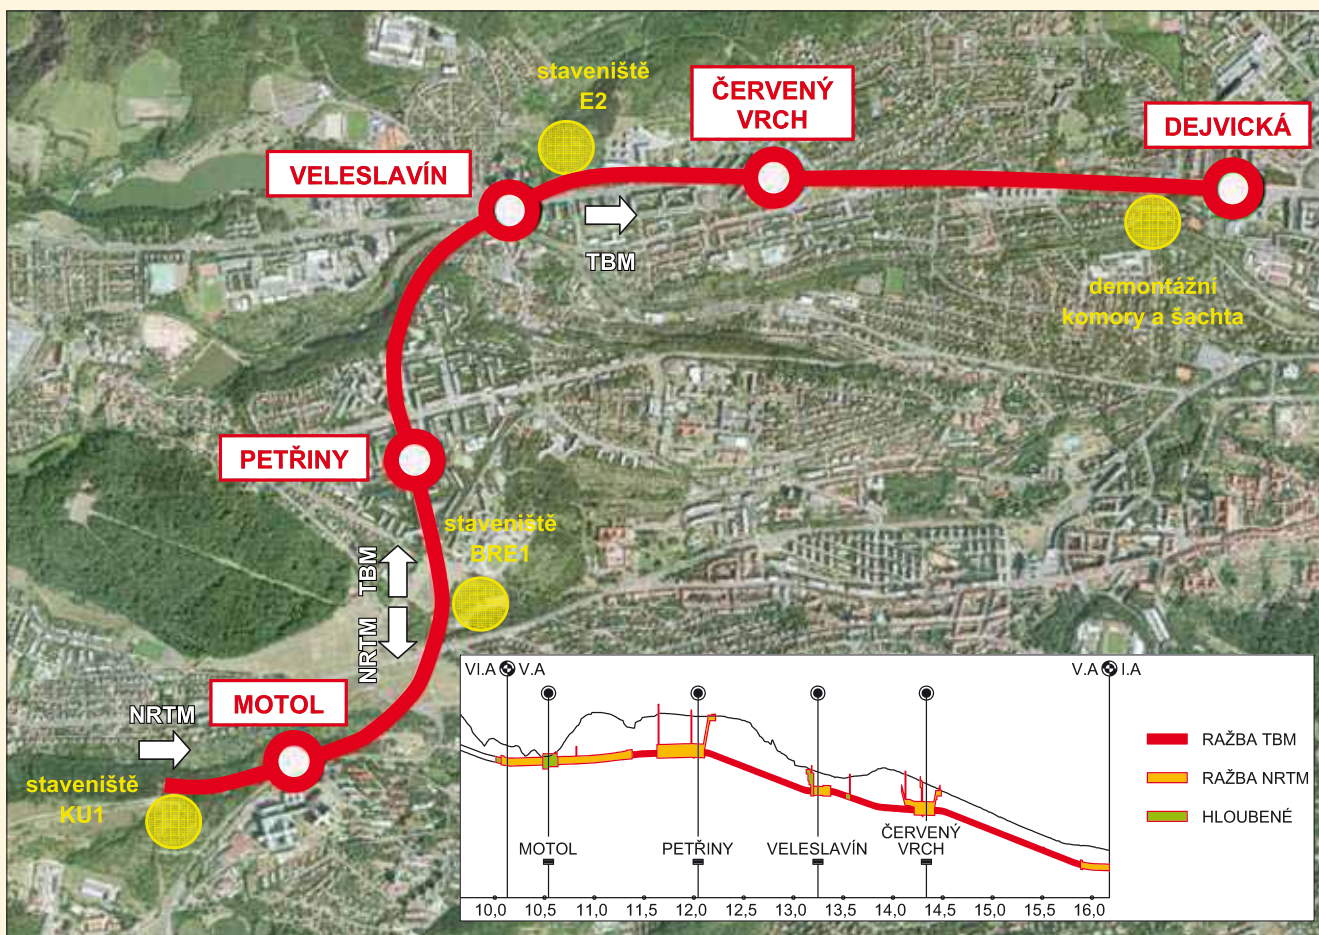 staveniště
E2
ČERVENÝ
VRCH
DEJVICKÁ
VELESLAVÍN
TBM
demontážní
komory a šachta
PETŘINY
staveniště
BRE1
TBM
NRTM
MOTOL
NRTM
staveniště
KU1
VI.A V.A
V.A I.A
RAŽBA TBM
RAŽBA NRTM
HLOUBENÉ
MOTOL
PETŘINY
VELESLAVÍN
ČERVENÝ
VRCH
10,0 10,5 11,0 11,5 12,0 12,5 13,0 13,5 14,0 14,5 15,0 15,5 16,0